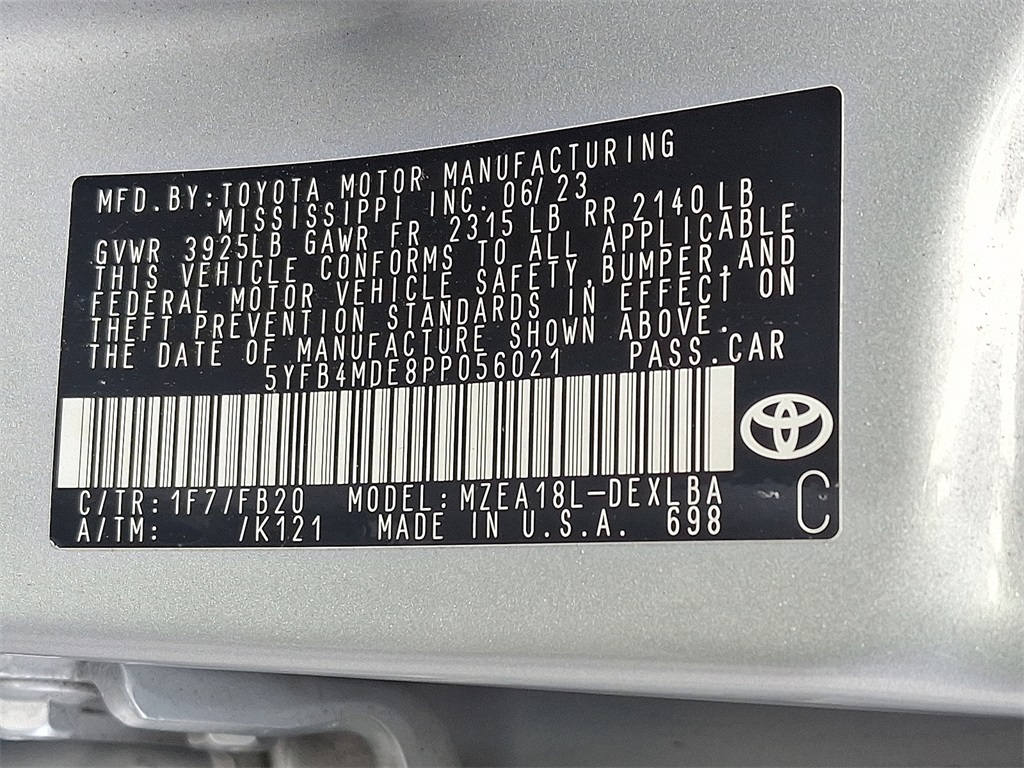 MFD.BY:TOYOTA MOTOR MANUFACTURING
MISSISSIPPI INC. 06/23
GVWR 3925LB GAWR FR 2315 LB RR 2140 LB
THIS VEHICLE CONFORMS TO ALL APPLICABLE
FEDERAL MOTOR VEHICLE SAFETY,BUMPER,AND
THEFT PREVENTION STANDARDS IN EFFECT ON
THE DATE OF MANUFACTURE SHOWN ABOVE.
5YFB4MDE8PP056021 PASS.CAR
C/TR:1F7/FB20 MODEL:MZEA18L-DEXLBA
A/TM: /K121 MADE IN U.S.A. 698
C